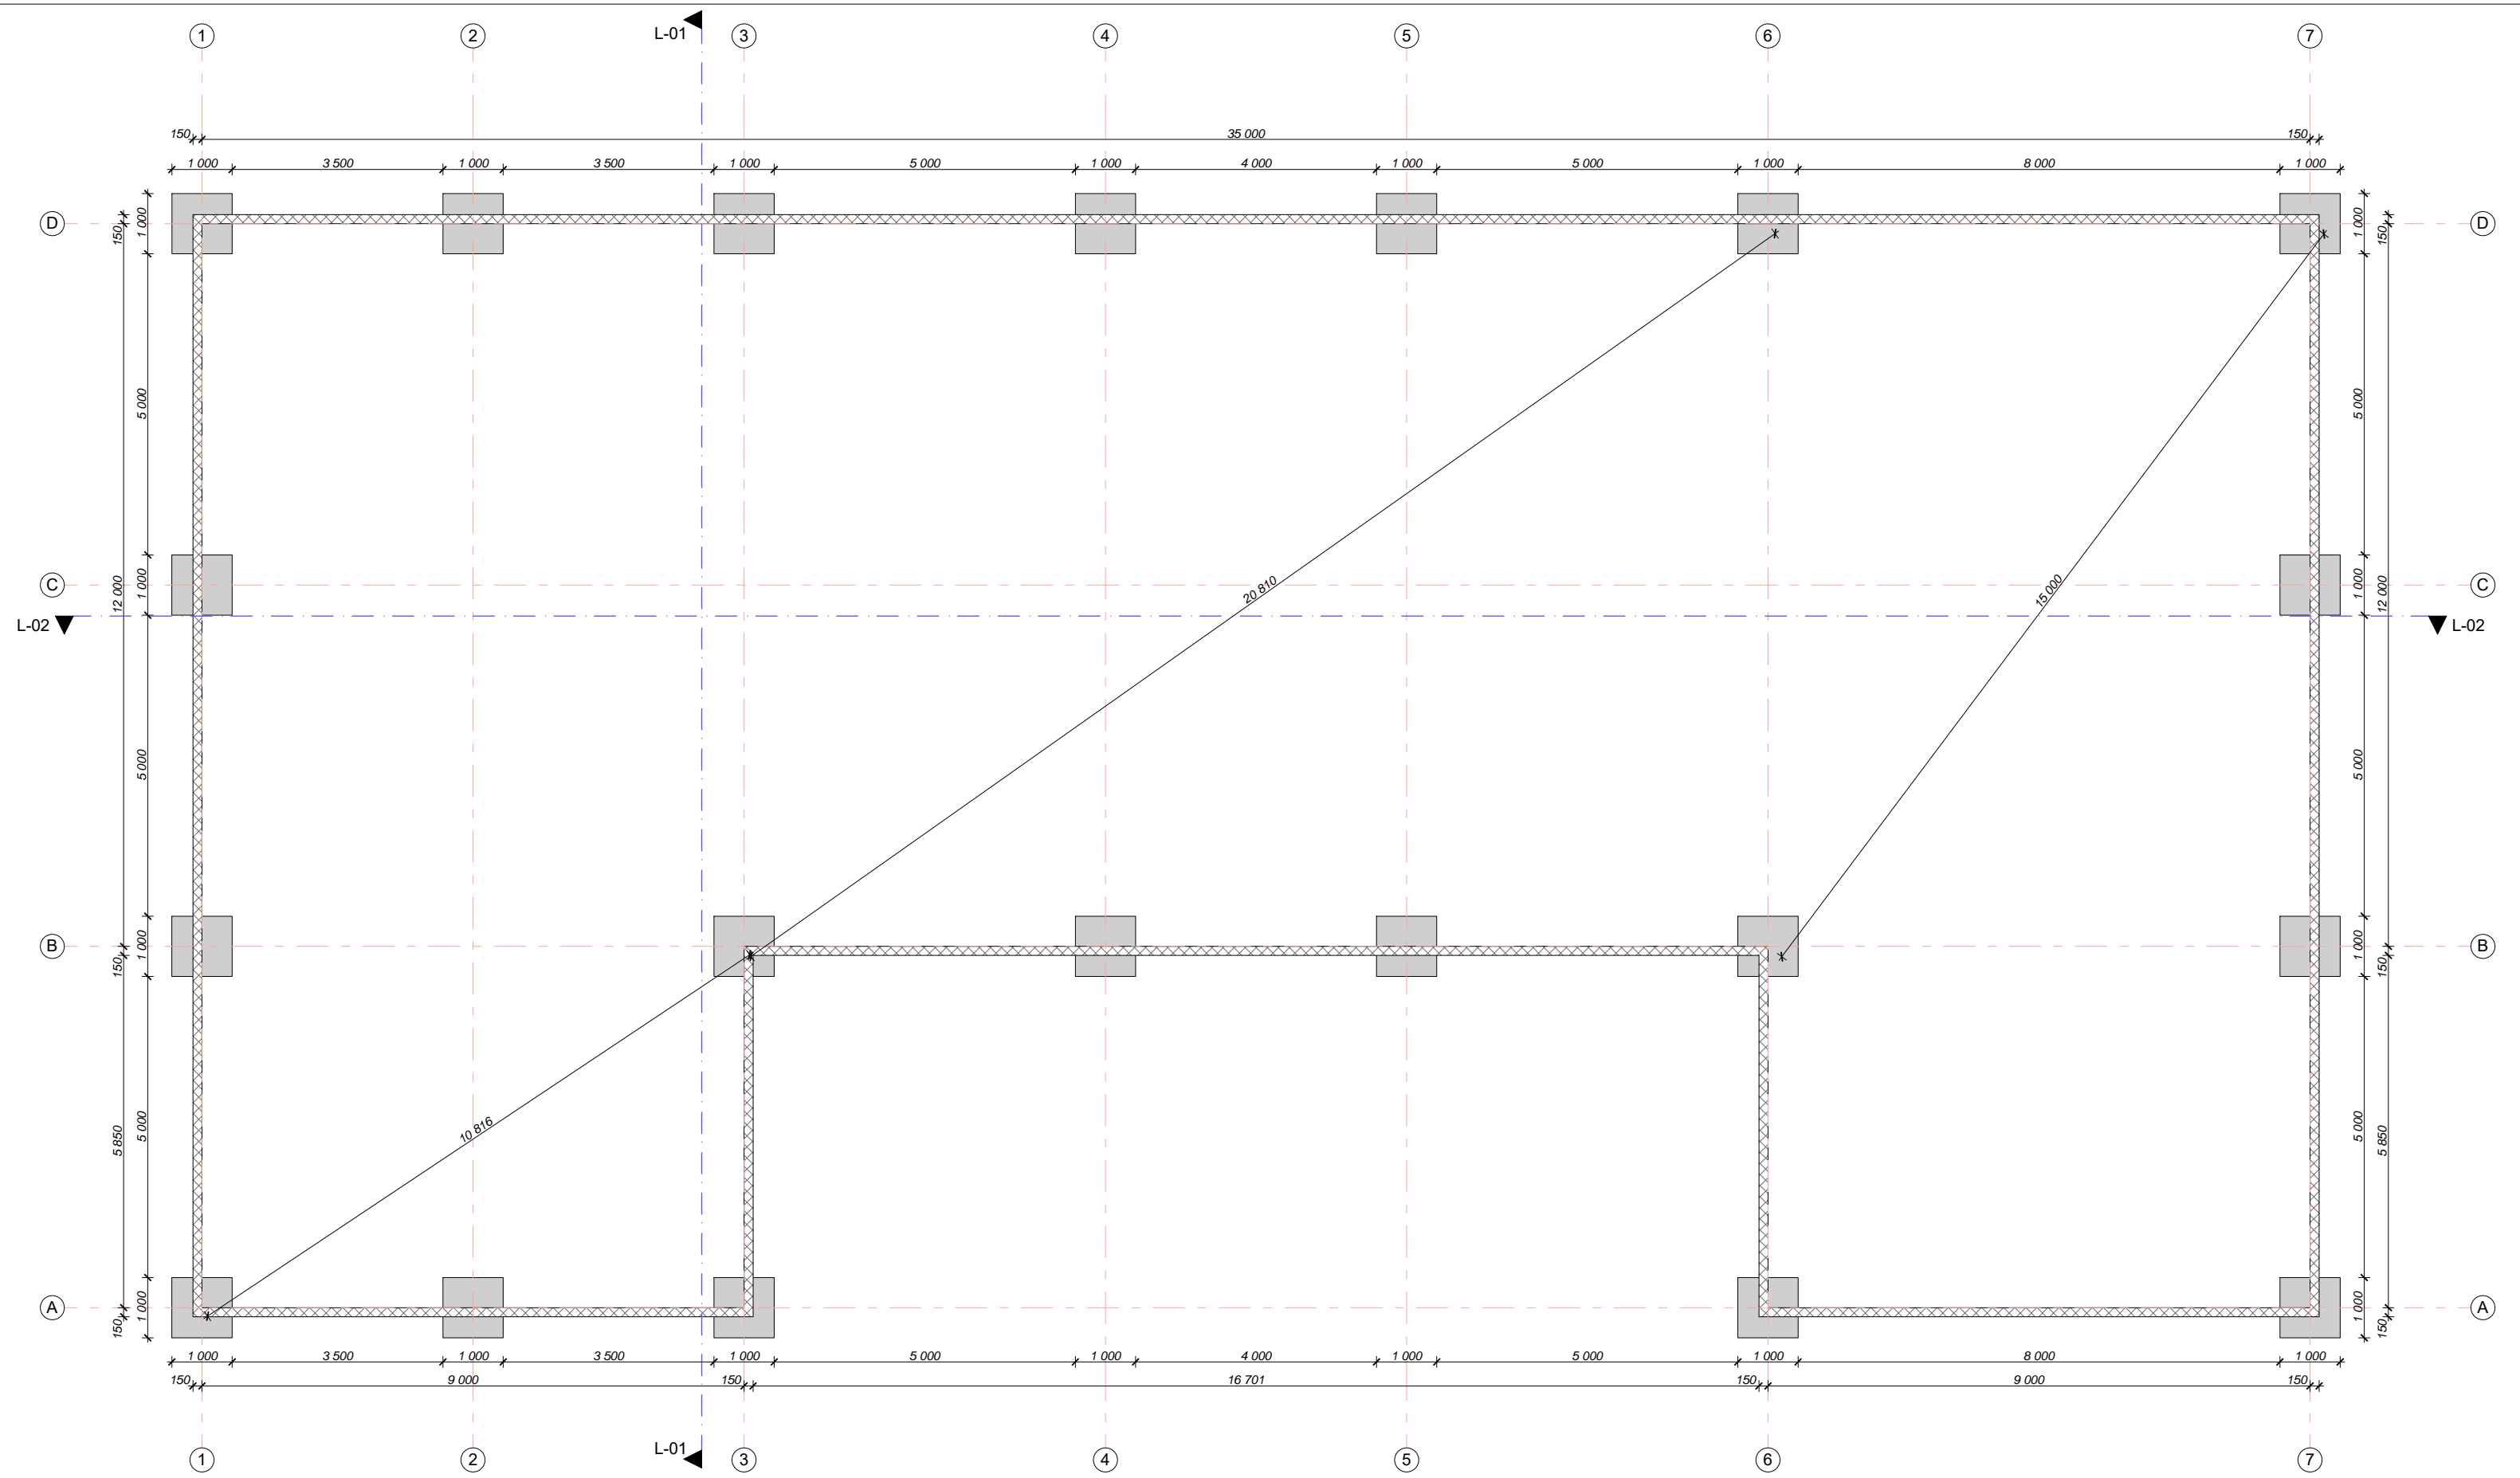 L-01
1 2 3 4 5 6 7
150 35 000 150
1 000 3 500 1 000 3 500 1 000 5 000 1 000 4 000 1 000 5 000 1 000 8 000 1 000
D 150 1 000 1 000 150 D
5 000 5 000
C 12 000 1 000 20 810 15 000 1 000 12 000 C
L-02 L-02
5 000 5 000
B 150 1 000 1 000 150 B
5 850 5 000 10 816 5 000 5 850
A 150 1 000 1 000 150 A
1 000 3 500 1 000 3 500 1 000 5 000 1 000 4 000 1 000 5 000 1 000 8 000 1 000
150 9 000 150 16 701 150 9 000 150
L-01
1 2 3 4 5 6 7